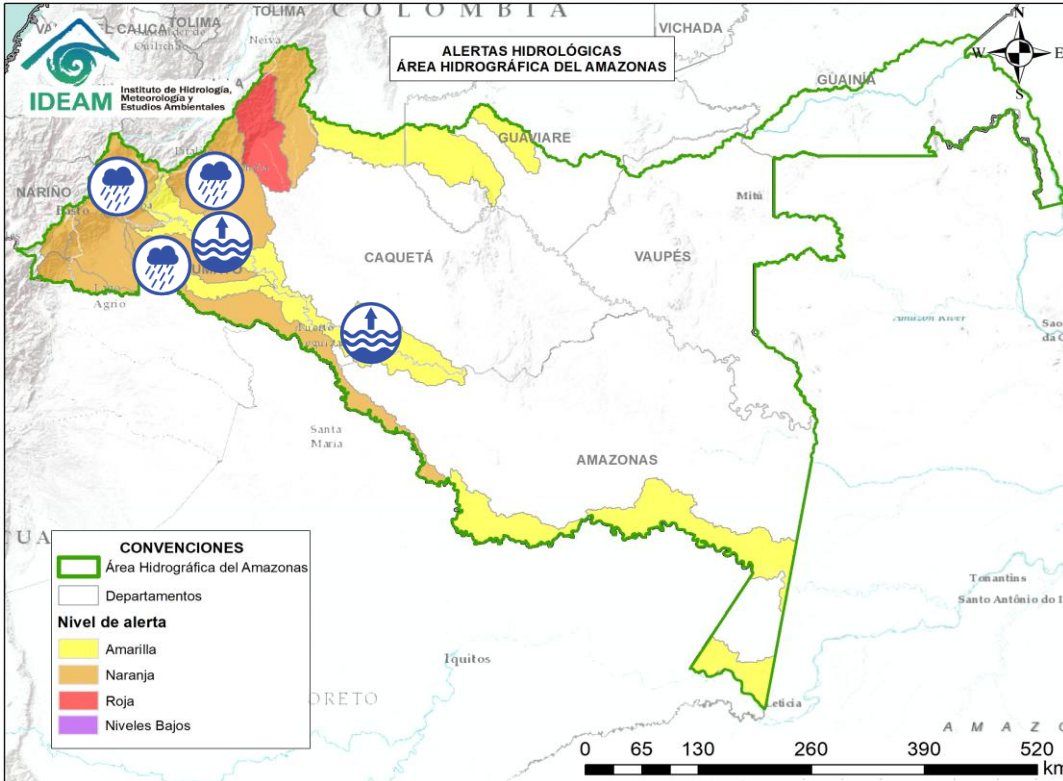 COLOMBIA
TOLIMA
TOLIMA
Neiva
VICHADA
N
W
E
S
ALERTAS HIDROLÓGICAS
ÁREA HIDROGRÁFICA DEL AMAZONAS
IDEAM
Instituto de Hidrología,
Meteorología y
Estudios Ambientales
GUAINÍA
GUAVIARE
NARIÑO
Mitú
CAQUETÁ
VAUPÉS
Agrio
Santa
María
AMAZONAS
CONVENCIONES
Área Hidrográfica del Amazonas
Departamentos
Nivel de alerta
Amarilla
Naranja
Roja
Niveles Bajos
Tonantins
Iquitos
Leticia
0 65 130 260 390 520
km